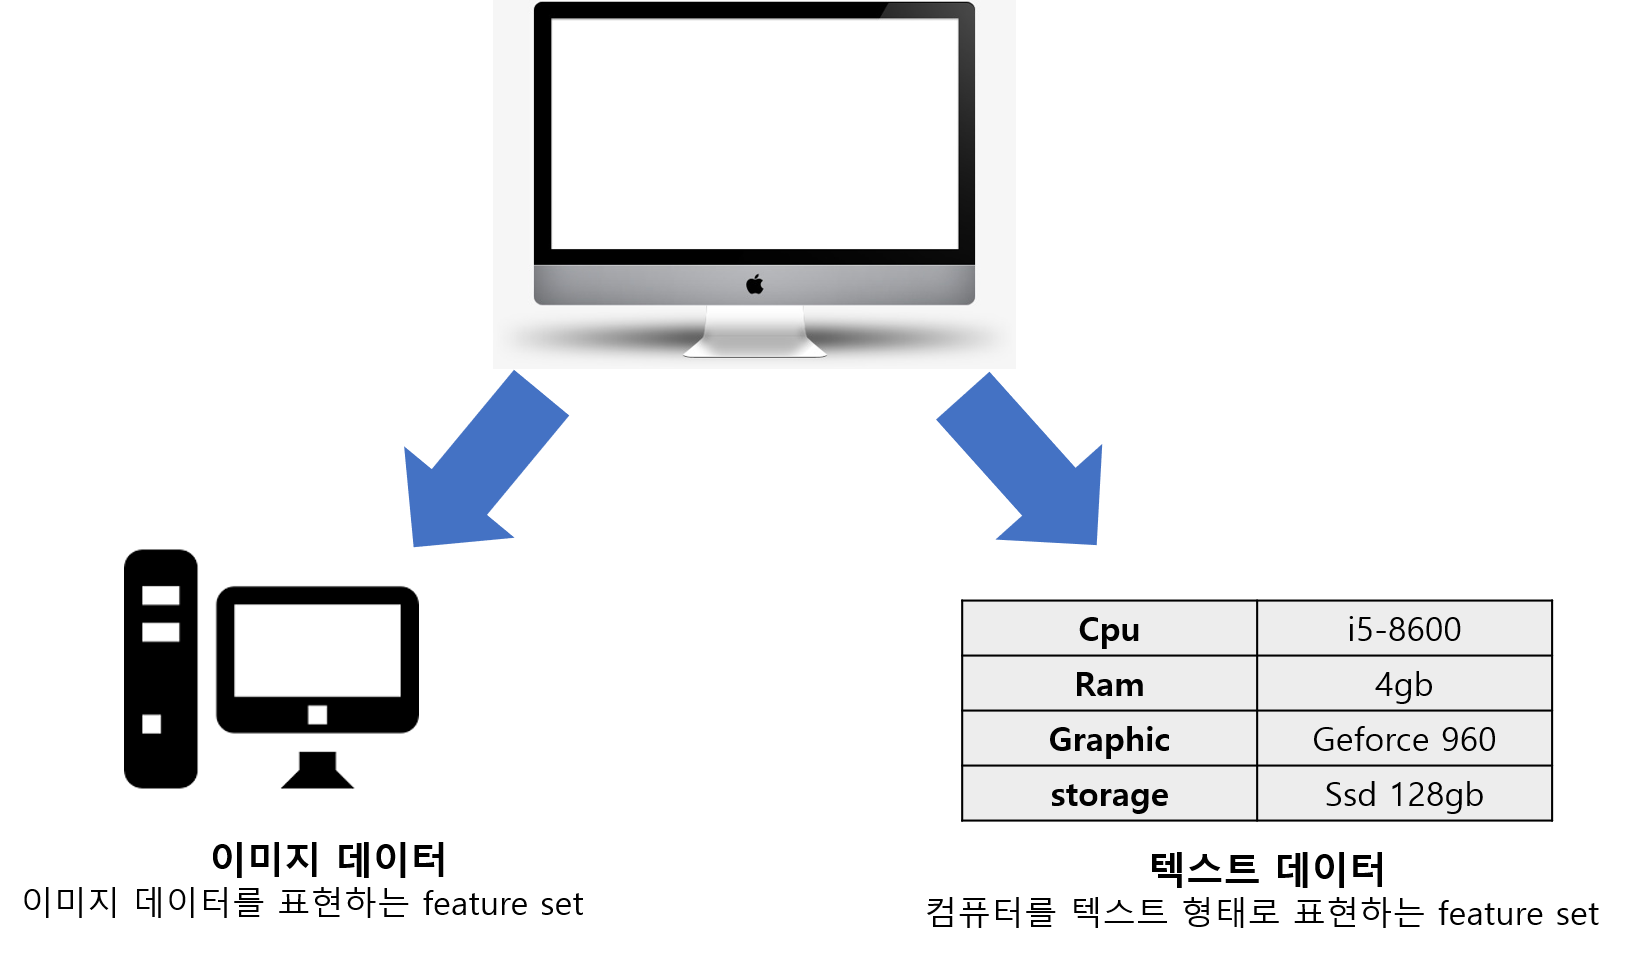 Cpu i5-8600
Ram 4gb
Graphic Geforce 960
storage Ssd 128gb
이미지 데이터
이미지 데이터를 표현하는 feature set
텍스트 데이터
컴퓨터를 텍스트 형태로 표현하는 feature set